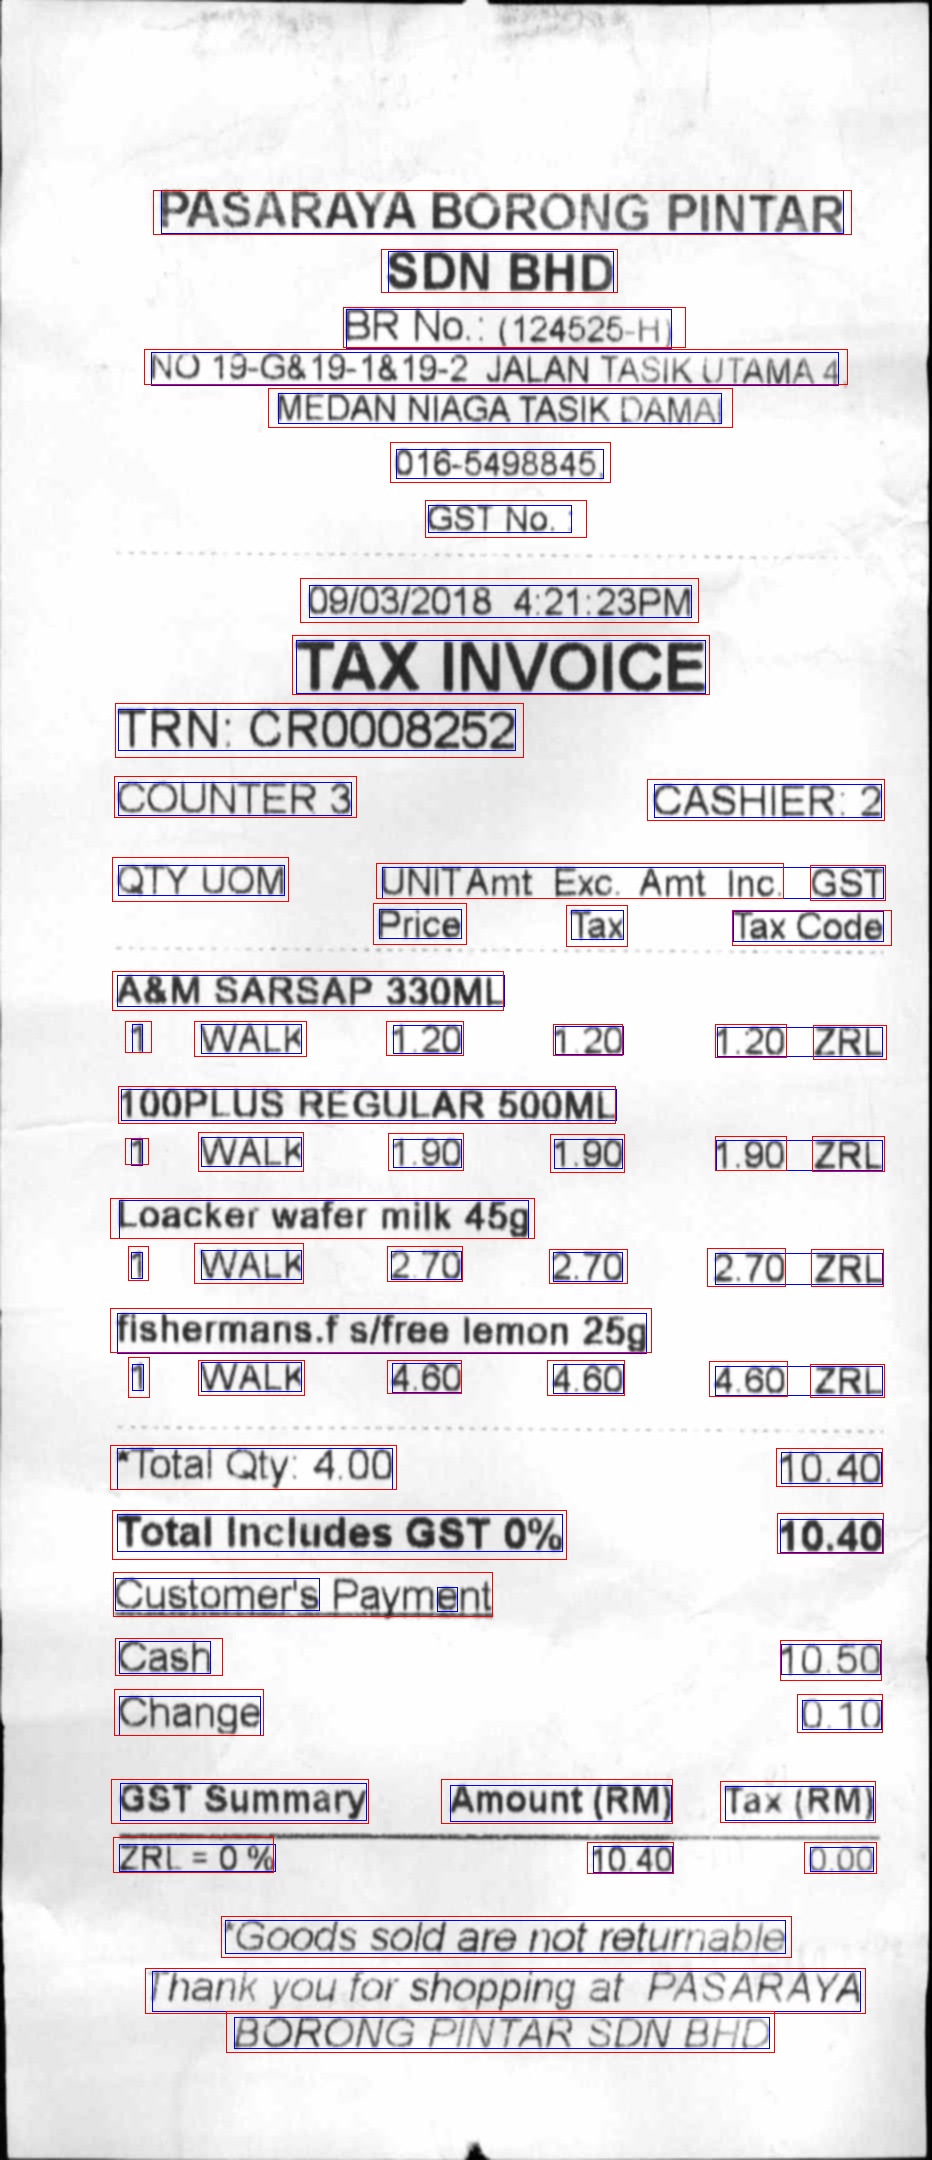 PASARAYA BORONG PINTAR
SDN BHD
BR No.: (124525-H)
NO 19-G&19-1&19-2 JALAN TASIK UTAMA 4,
MEDAN NIAGA TASIK DAMAI
016-5498845,
GST No. :
09/03/2018 4:21:23PM
TAX INVOICE
TRN: CR0008252
COUNTER 3 CASHIER: 2
QTY UOM UNIT Amt Exc. Amt Inc. GST
Price Tax Tax Code
A&M SARSAP 330ML
1 WALK 1.20 1.20 1.20 ZRL
100PLUS REGULAR 500ML
1 WALK 1.90 1.90 1.90 ZRL
Loacker wafer milk 45g
1 WALK 2.70 2.70 2.70 ZRL
fishermans.f s/free lemon 25g
1 WALK 4.60 4.60 4.60 ZRL
*Total Qty: 4.00 10.40
Total Includes GST 0% 10.40
Customer's Payment
Cash 10.50
Change 0.10
GST Summary Amount (RM) Tax (RM)
ZRL = 0 % 10.40 0.00
*Goods sold are not returnable
Thank you for shopping at PASARAYA
BORONG PINTAR SDN BHD